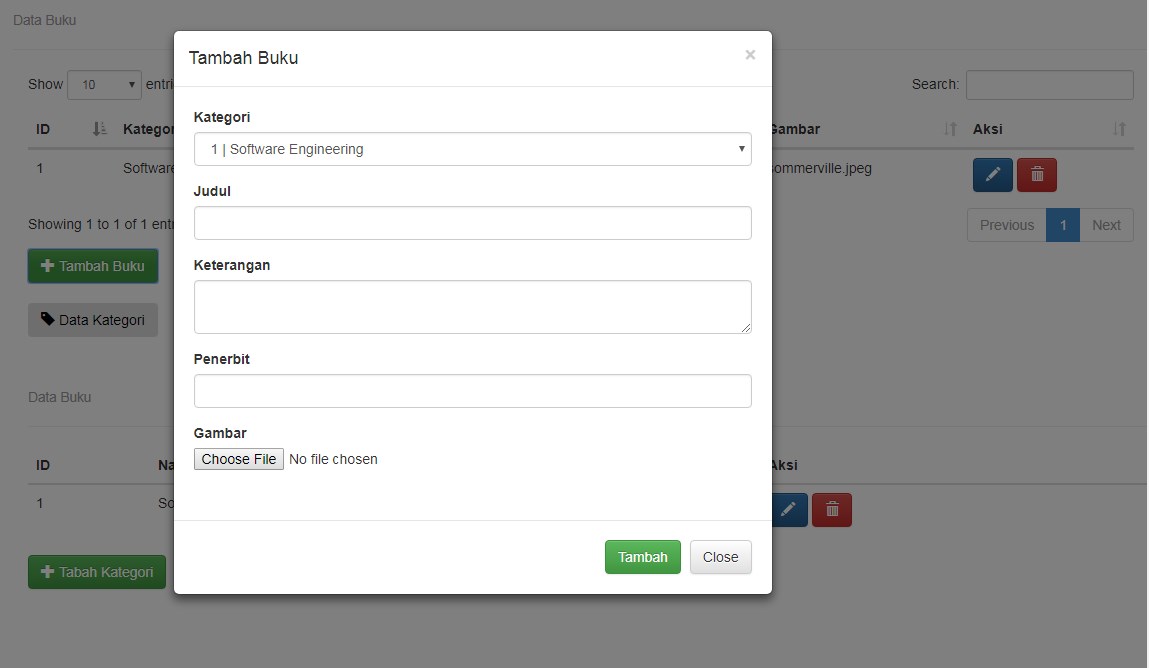 Data Buku
Tambah Buku ×
Show 10 entri Search:
Kategori
ID Kategor Gambar Aksi
1 | Software Engineering
1 Software sommerville.jpeg
Judul
Showing 1 to 1 of 1 entr Previous 1 Next
Tambah Buku
Keterangan
Data Kategori
Penerbit
Data Buku
Gambar
Choose File No file chosen
ID Na Aksi
1 So
Tambah Close
Tabah Kategori